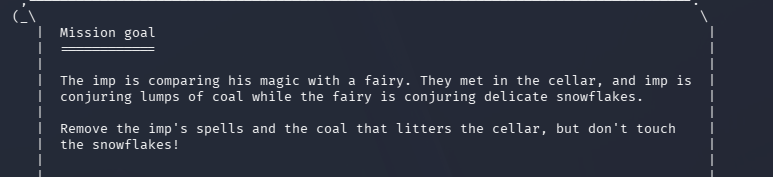 Mission goal
============
The imp is comparing his magic with a fairy. They met in the cellar, and imp is
conjuring lumps of coal while the fairy is conjuring delicate snowflakes.
Remove the imp's spells and the coal that litters the cellar, but don't touch
the snowflakes!